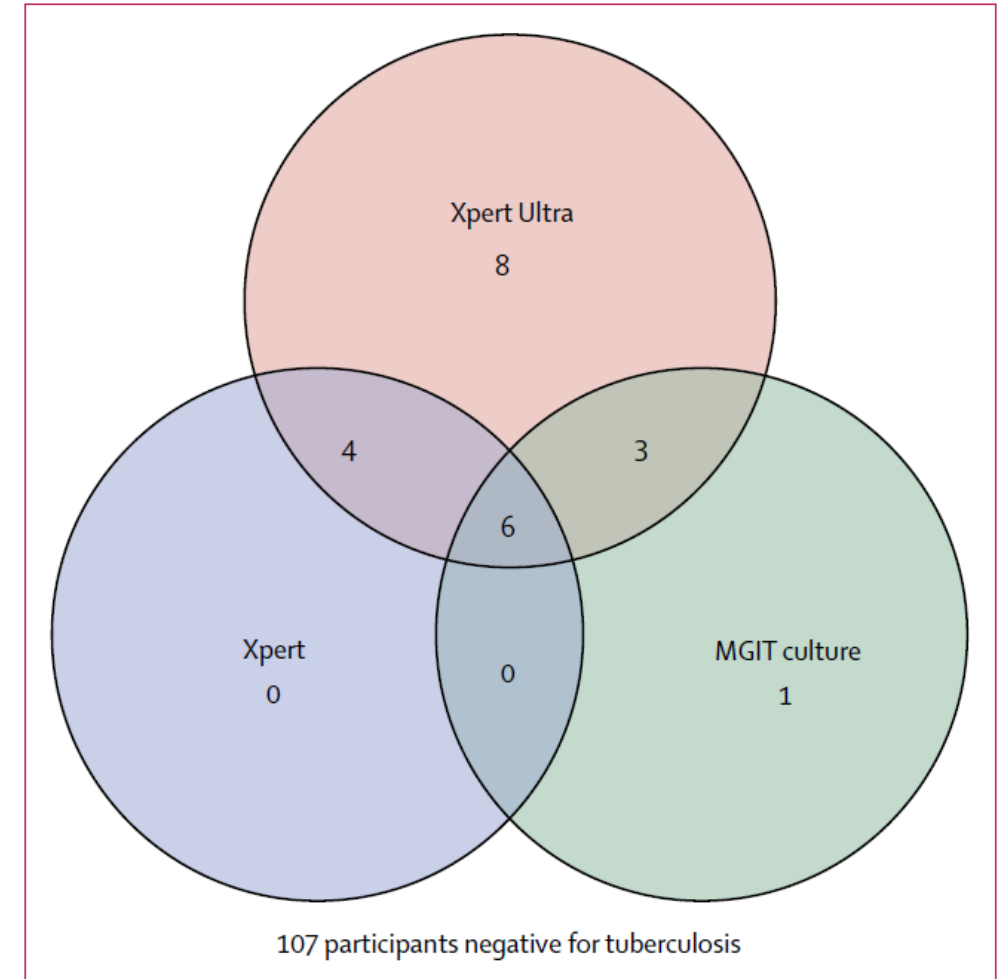 Xpert Ultra
8
4
3
6
Xpert
0
0
MGIT culture
1
107 participants negative for tuberculosis